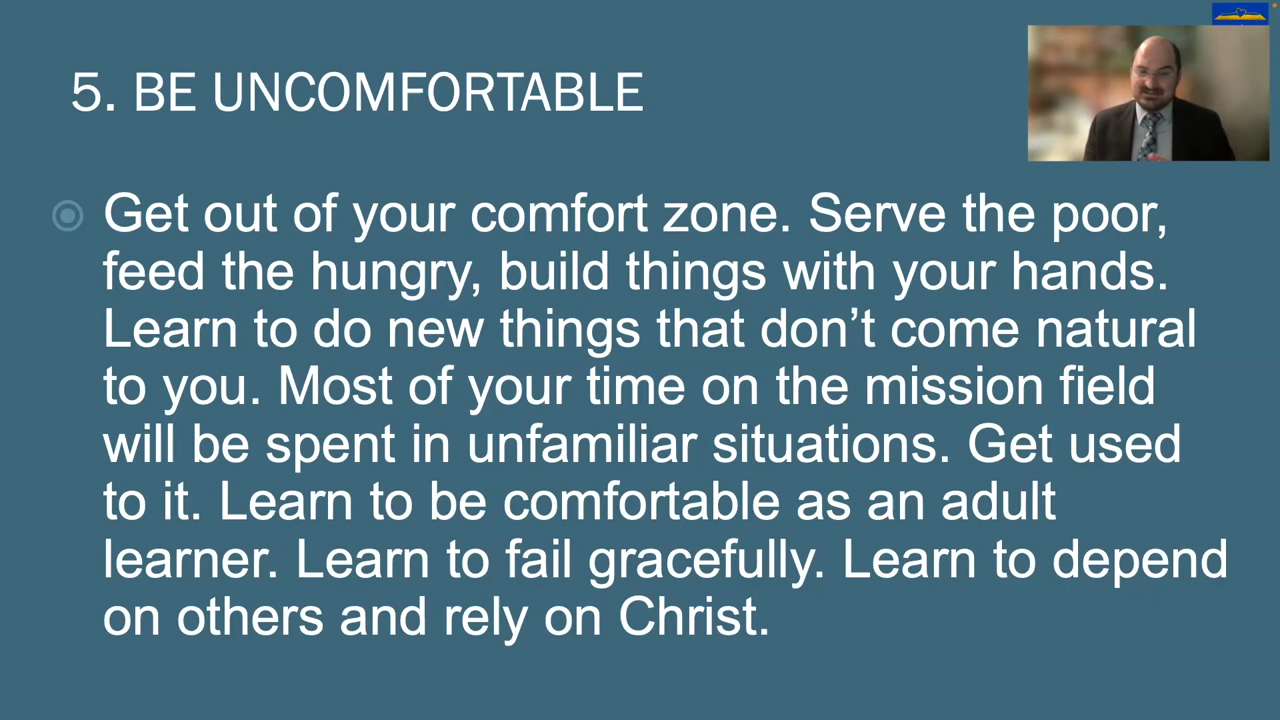 5. BE UNCOMFORTABLE
Get out of your comfort zone. Serve the poor,
feed the hungry, build things with your hands.
Learn to do new things that don’t come natural
to you. Most of your time on the mission field
will be spent in unfamiliar situations. Get used
to it. Learn to be comfortable as an adult
learner. Learn to fail gracefully. Learn to depend
on others and rely on Christ.